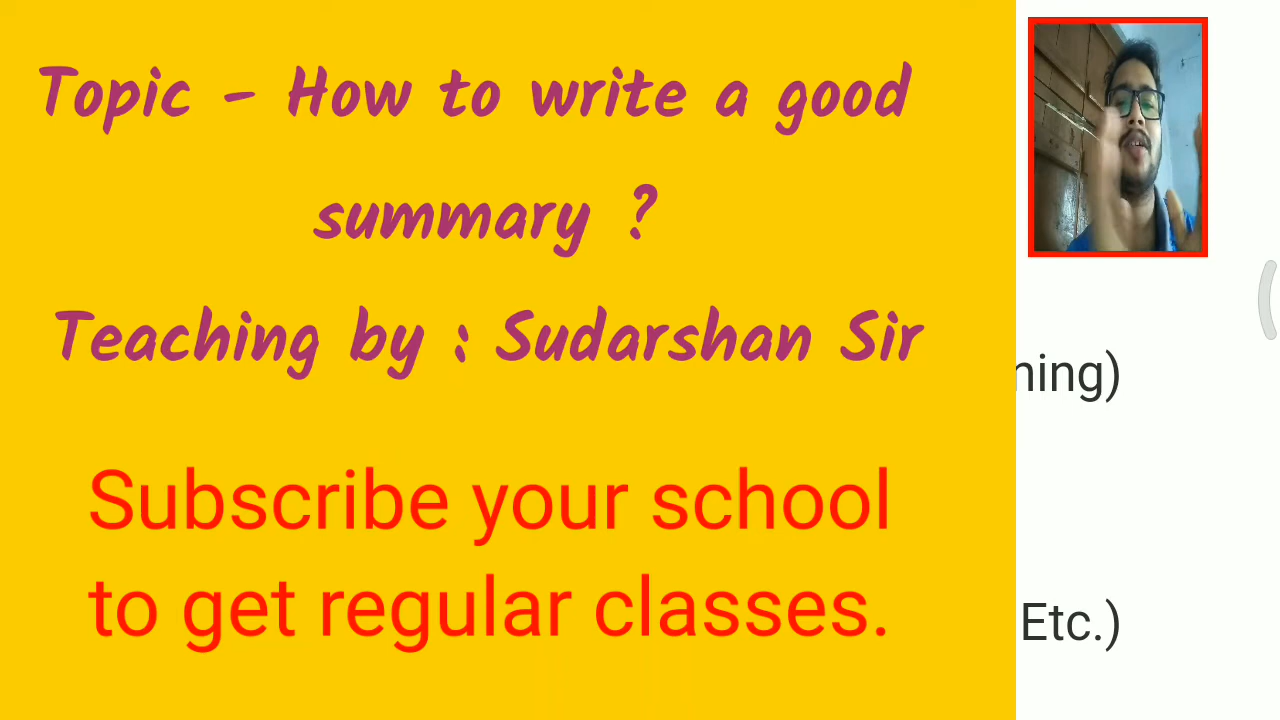 Topic - How to write a good
summary ?
Teaching by : Sudarshan Sir
Subscribe your school
to get regular classes.
ning)
Etc.)